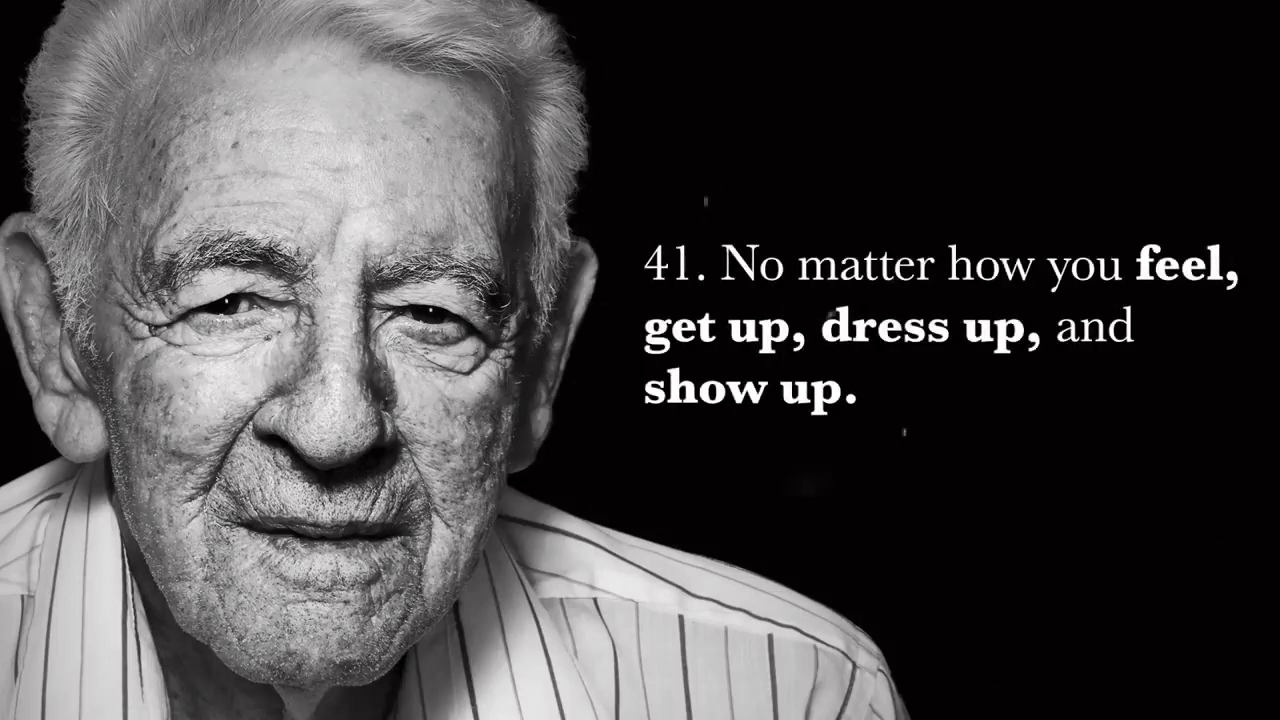 41. No matter how you feel,
get up, dress up, and
show up.